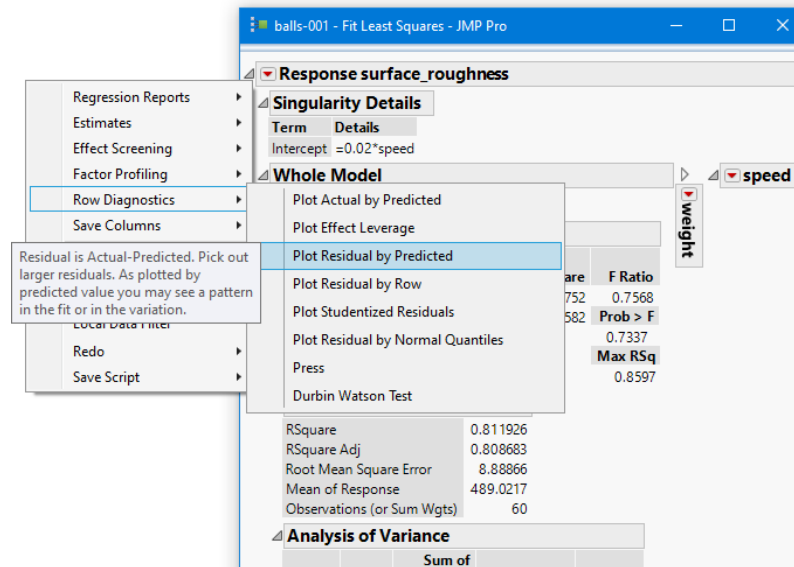 balls-001 - Fit Least Squares - JMP Pro
Response surface_roughness
Singularity Details
Term Details
Intercept =0.02*speed
Whole Model
weight
speed
Regression Reports
Estimates
Effect Screening
Factor Profiling
Row Diagnostics
Save Columns
Residual is Actual-Predicted. Pick out
larger residuals. As plotted by
predicted value you may see a pattern
in the fit or in the variation.
Local Data Filter
Redo
Save Script
Plot Actual by Predicted
Plot Effect Leverage
Plot Residual by Predicted
Plot Residual by Row
Plot Studentized Residuals
Plot Residual by Normal Quantiles
Press
Durbin Watson Test
F Ratio
752 0.7568
582 Prob > F
0.7337
Max RSq
0.8597
RSquare 0.811926
RSquare Adj 0.808683
Root Mean Square Error 8.88866
Mean of Response 489.0217
Observations (or Sum Wgts) 60
Analysis of Variance
Sum of